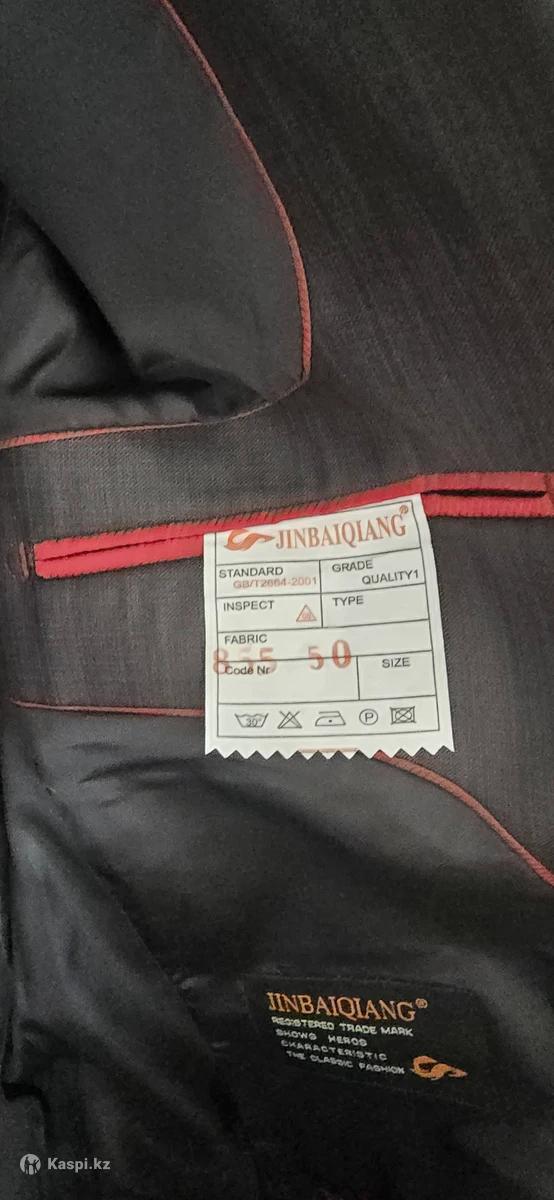 JINBAIQIANG®
STANDARD
GB/T2664-2001
GRADE
QUALITY1
INSPECT
TYPE
FABRIC
855 50
Code Nr
SIZE
30°
P
JINBAIQIANG®
REGISTERED TRADE MARK
SHOWS HEROS
CHARACTERISTIC
THE CLASSIC FASHION
Kaspi.kz